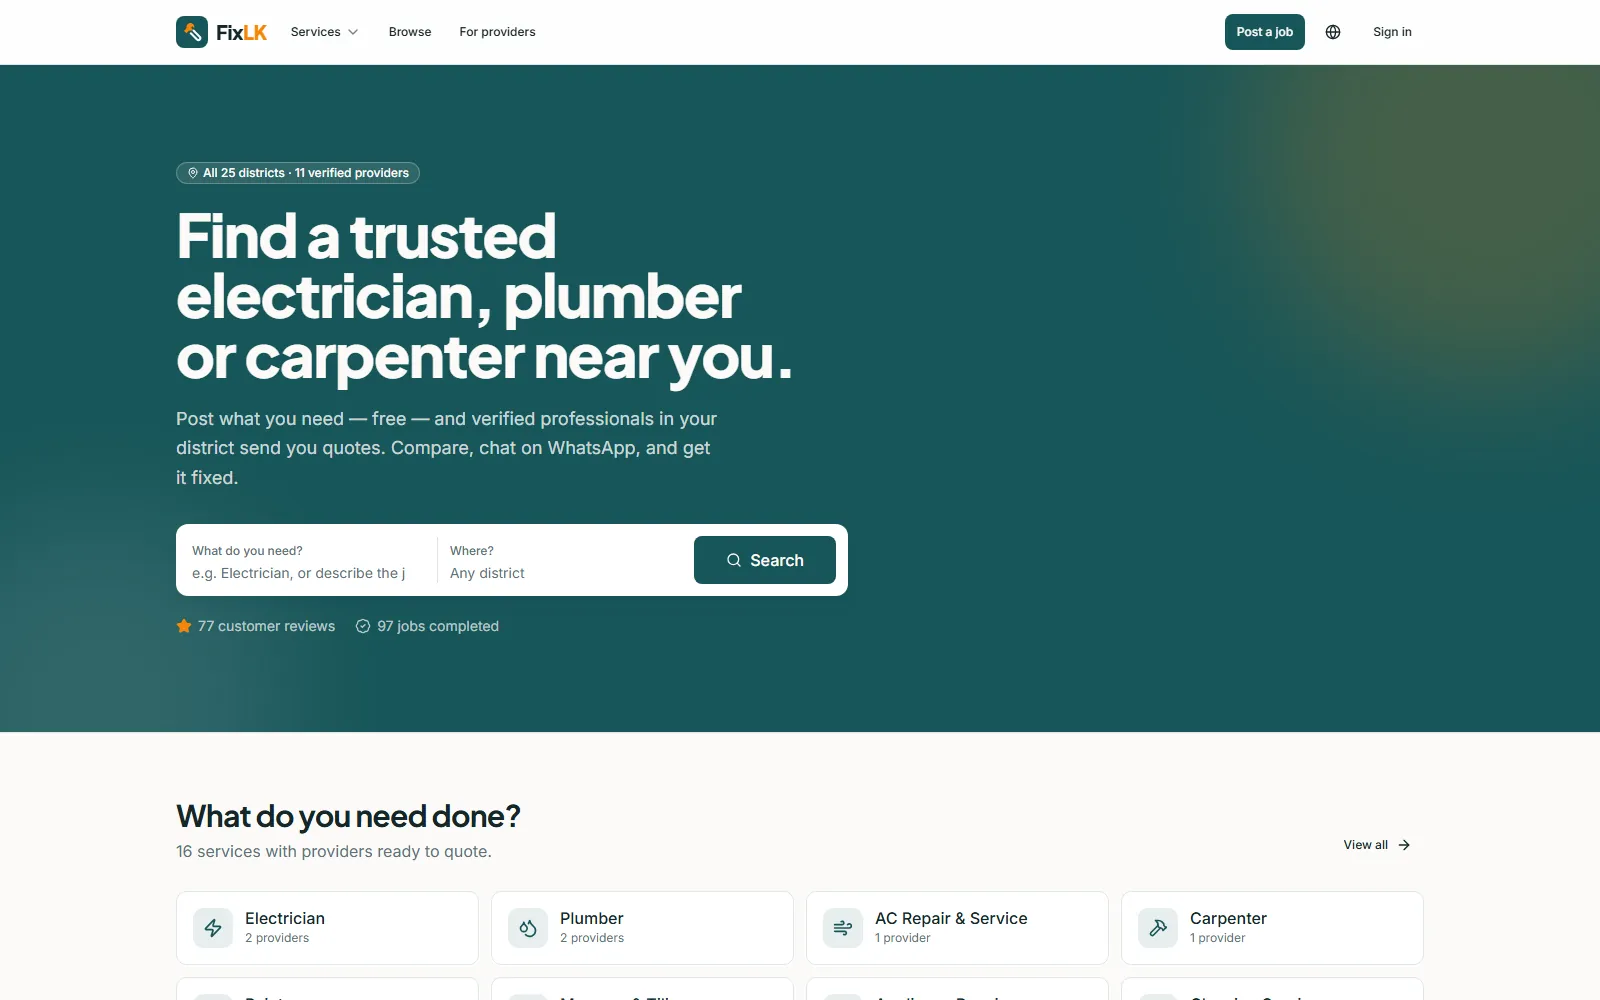 FixLK
Services
Browse
For providers
Post a job
Sign in
All 25 districts · 11 verified providers
Find a trusted
electrician, plumber
or carpenter near you.
Post what you need — free — and verified professionals in your
district send you quotes. Compare, chat on WhatsApp, and get
it fixed.
What do you need?
e.g. Electrician, or describe the j
Where?
Any district
Search
77 customer reviews
97 jobs completed
What do you need done?
16 services with providers ready to quote.
View all
Electrician
2 providers
Plumber
2 providers
AC Repair & Service
1 provider
Carpenter
1 provider